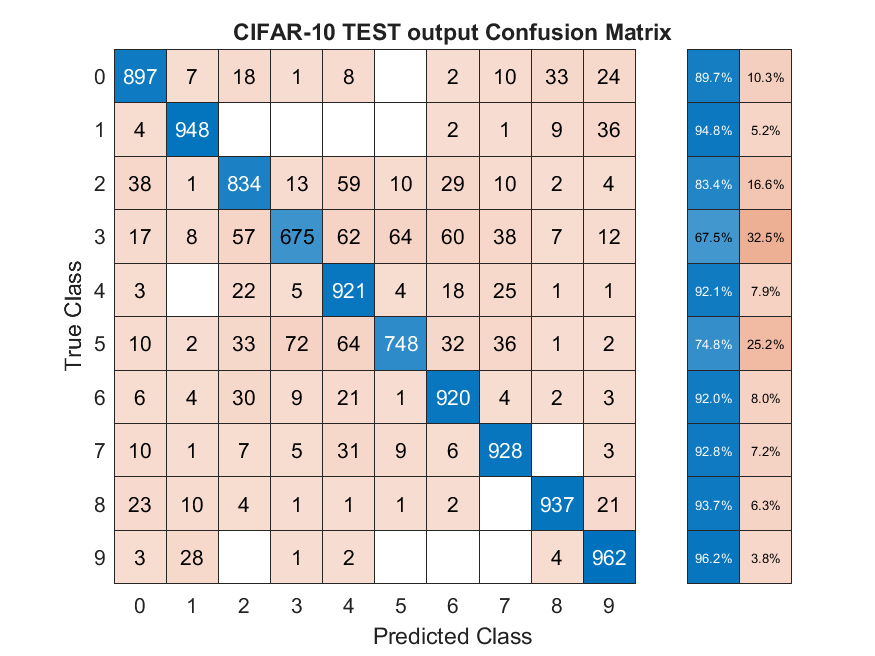 CIFAR-10 TEST output Confusion Matrix
0 897 7 18 1 8 2 10 33 24 89.7% 10.3%
1 4 948 2 1 9 36 94.8% 5.2%
2 38 1 834 13 59 10 29 10 2 4 83.4% 16.6%
3 17 8 57 675 62 64 60 38 7 12 67.5% 32.5%
4 3 22 5 921 4 18 25 1 1 92.1% 7.9%
5 10 2 33 72 64 748 32 36 1 2 74.8% 25.2%
6 6 4 30 9 21 1 920 4 2 3 92.0% 8.0%
7 10 1 7 5 31 9 6 928 3 92.8% 7.2%
8 23 10 4 1 1 1 2 937 21 93.7% 6.3%
9 3 28 1 2 4 962 96.2% 3.8%
0 1 2 3 4 5 6 7 8 9
Predicted Class
True Class